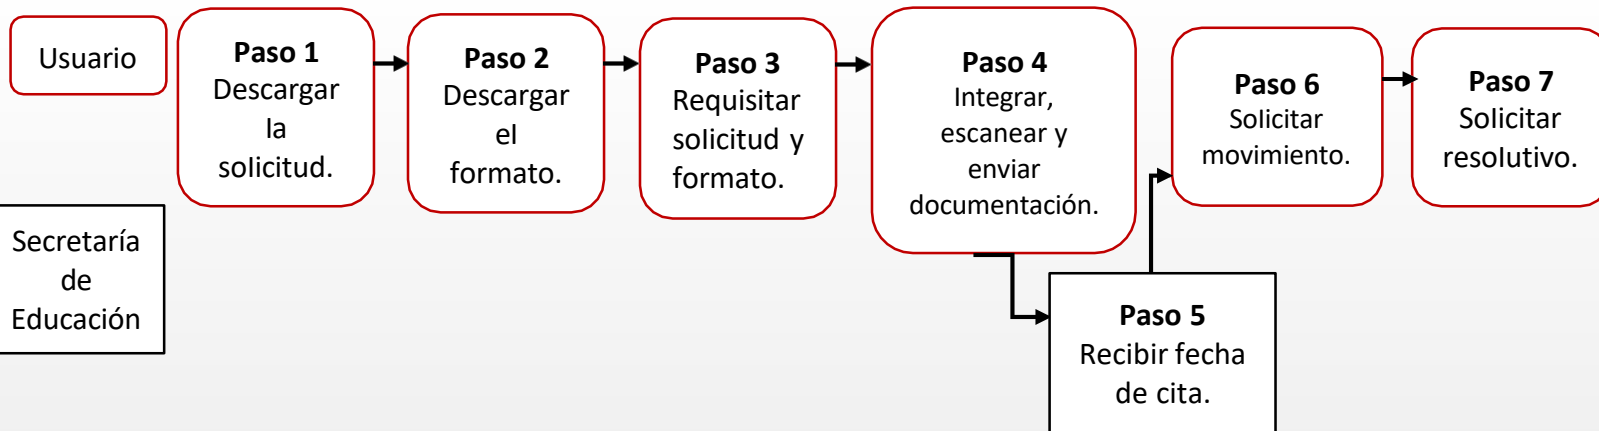 Usuario
Paso 1
Descargar
la
solicitud.
Paso 2
Descargar
el
formato.
Paso 3
Requisitar
solicitud y
formato.
Paso 4
Integrar,
escanear y
enviar
documentación.
Paso 6
Solicitar
movimiento.
Paso 7
Solicitar
resolutivo.
Secretaría
de
Educación
Paso 5
Recibir fecha
de cita.